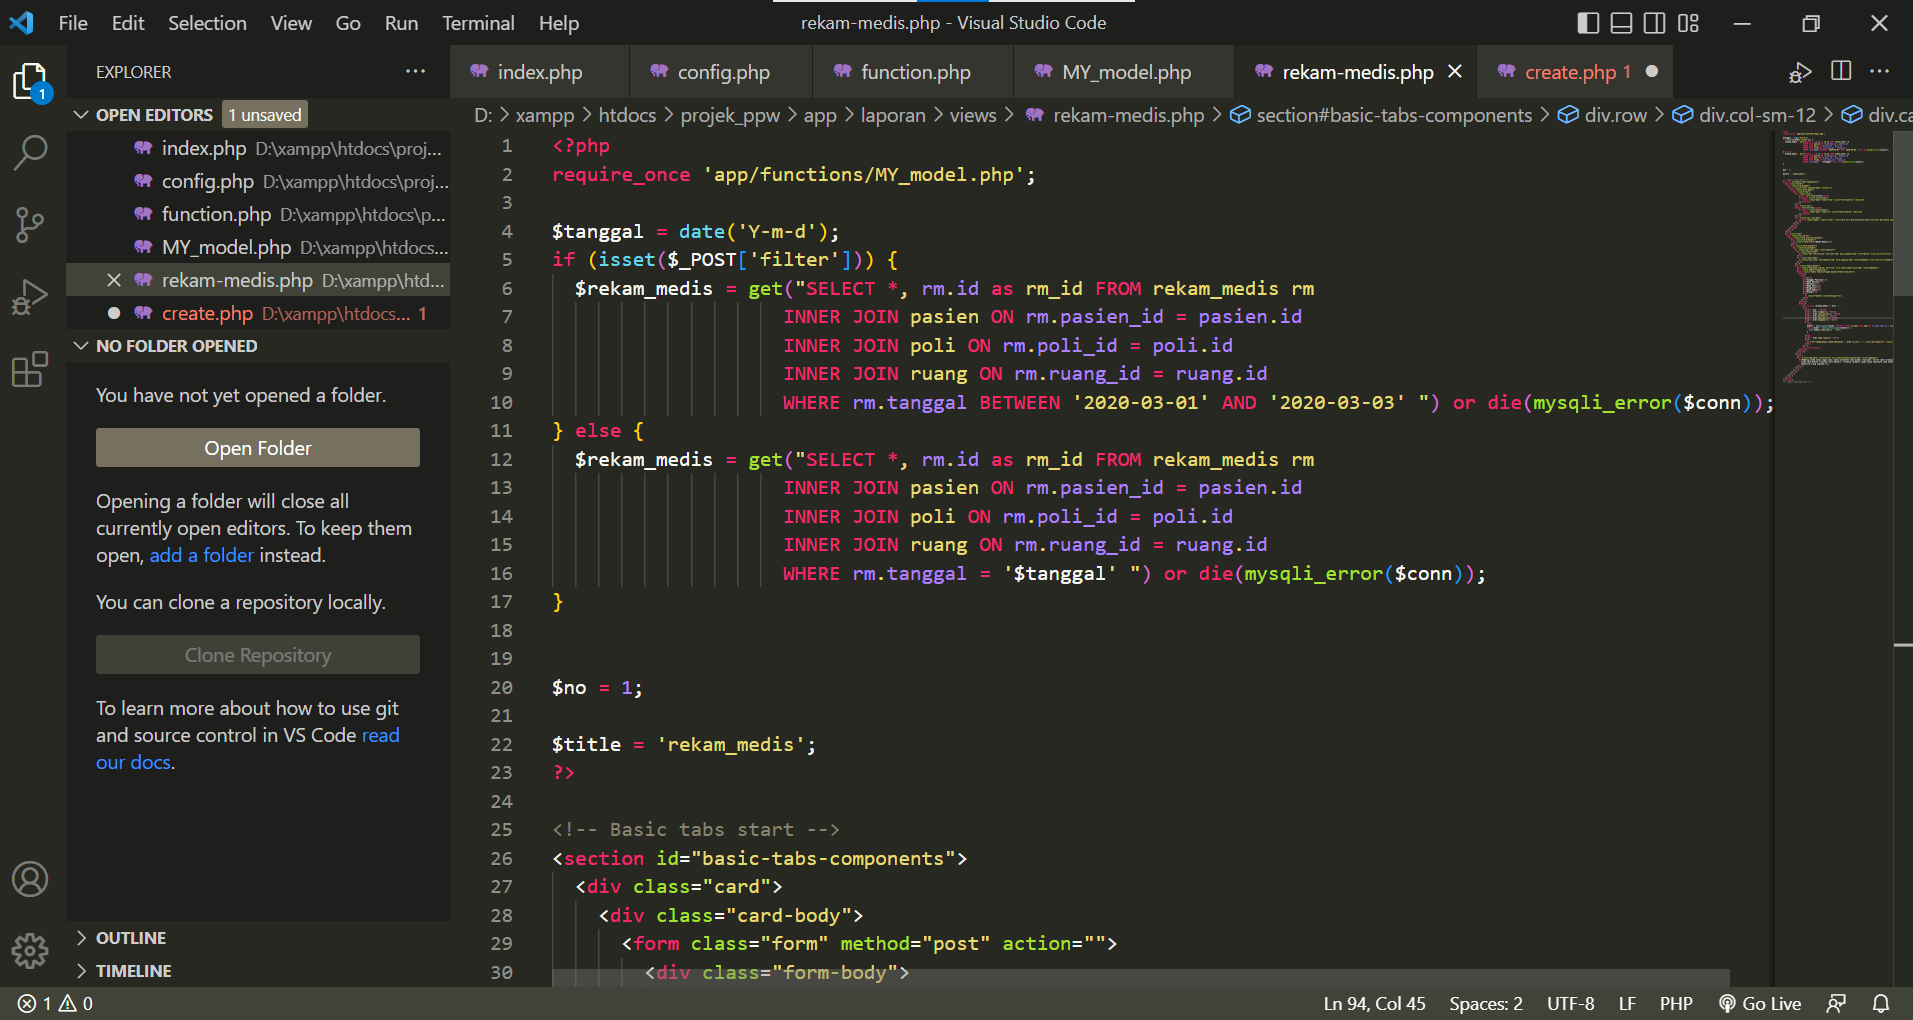 File Edit Selection View Go Run Terminal Help
rekam-medis.php - Visual Studio Code
EXPLORER
index.php
config.php
function.php
MY_model.php
rekam-medis.php
create.php 1
D: > xampp > htdocs > projek_ppw > app > laporan > views > rekam-medis.php > section#basic-tabs-components > div.row > div.col-sm-12 > div.ca
1
OPEN EDITORS 1 unsaved
index.php D:\xampp\htdocs\proj...
config.php D:\xampp\htdocs\proj...
function.php D:\xampp\htdocs\p...
MY_model.php D:\xampp\htdocs...
rekam-medis.php D:\xampp\htd...
create.php D:\xampp\htdocs... 1
NO FOLDER OPENED
You have not yet opened a folder.
Open Folder
Opening a folder will close all
currently open editors. To keep them
open, add a folder instead.
You can clone a repository locally.
Clone Repository
To learn more about how to use git
and source control in VS Code read
our docs.
OUTLINE
TIMELINE
1 <?php
2 require_once 'app/functions/MY_model.php';
3
4 $tanggal = date('Y-m-d');
5 if (isset($_POST['filter'])) {
6 $rekam_medis = get("SELECT *, rm.id as rm_id FROM rekam_medis rm
7 INNER JOIN pasien ON rm.pasien_id = pasien.id
8 INNER JOIN poli ON rm.poli_id = poli.id
9 INNER JOIN ruang ON rm.ruang_id = ruang.id
10 WHERE rm.tanggal BETWEEN '2020-03-01' AND '2020-03-03' ") or die(mysqli_error($conn));
11 } else {
12 $rekam_medis = get("SELECT *, rm.id as rm_id FROM rekam_medis rm
13 INNER JOIN pasien ON rm.pasien_id = pasien.id
14 INNER JOIN poli ON rm.poli_id = poli.id
15 INNER JOIN ruang ON rm.ruang_id = ruang.id
16 WHERE rm.tanggal = '$tanggal' ") or die(mysqli_error($conn));
17 }
18
19
20 $no = 1;
21
22 $title = 'rekam_medis';
23 ?>
24
25 <!-- Basic tabs start -->
26 <section id="basic-tabs-components">
27 <div class="card">
28 <div class="card-body">
29 <form class="form" method="post" action="">
30 <div class="form-body">
1 0
Ln 94, Col 45 Spaces: 2 UTF-8 LF PHP Go Live